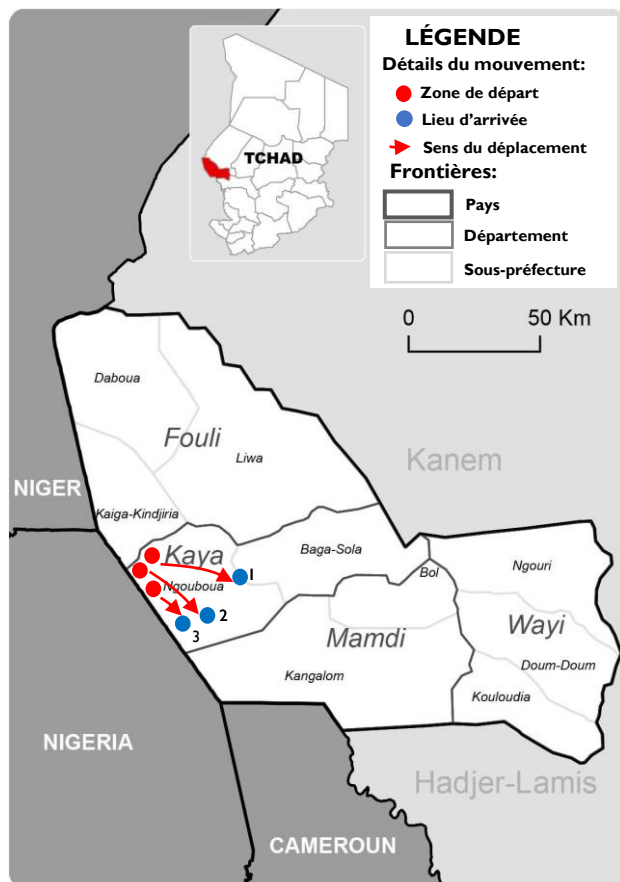 LÉGENDE
Détails du mouvement:
Zone de départ
Lieu d'arrivée
Sens du déplacement
Frontières:
Pays
Département
Sous-préfecture
TCHAD
0 50 Km
Daboua
Fouli
Liwa
Kanem
NIGER
Kaiga-Kindjiria
Kaya
Baga-Sola
Ngouri
Bol
1
Ngouboua
2
Wayi
3
Mamdi
Doum-Doum
Kangalom
Kouloudia
NIGERIA
Hadjer-Lamis
CAMEROUN